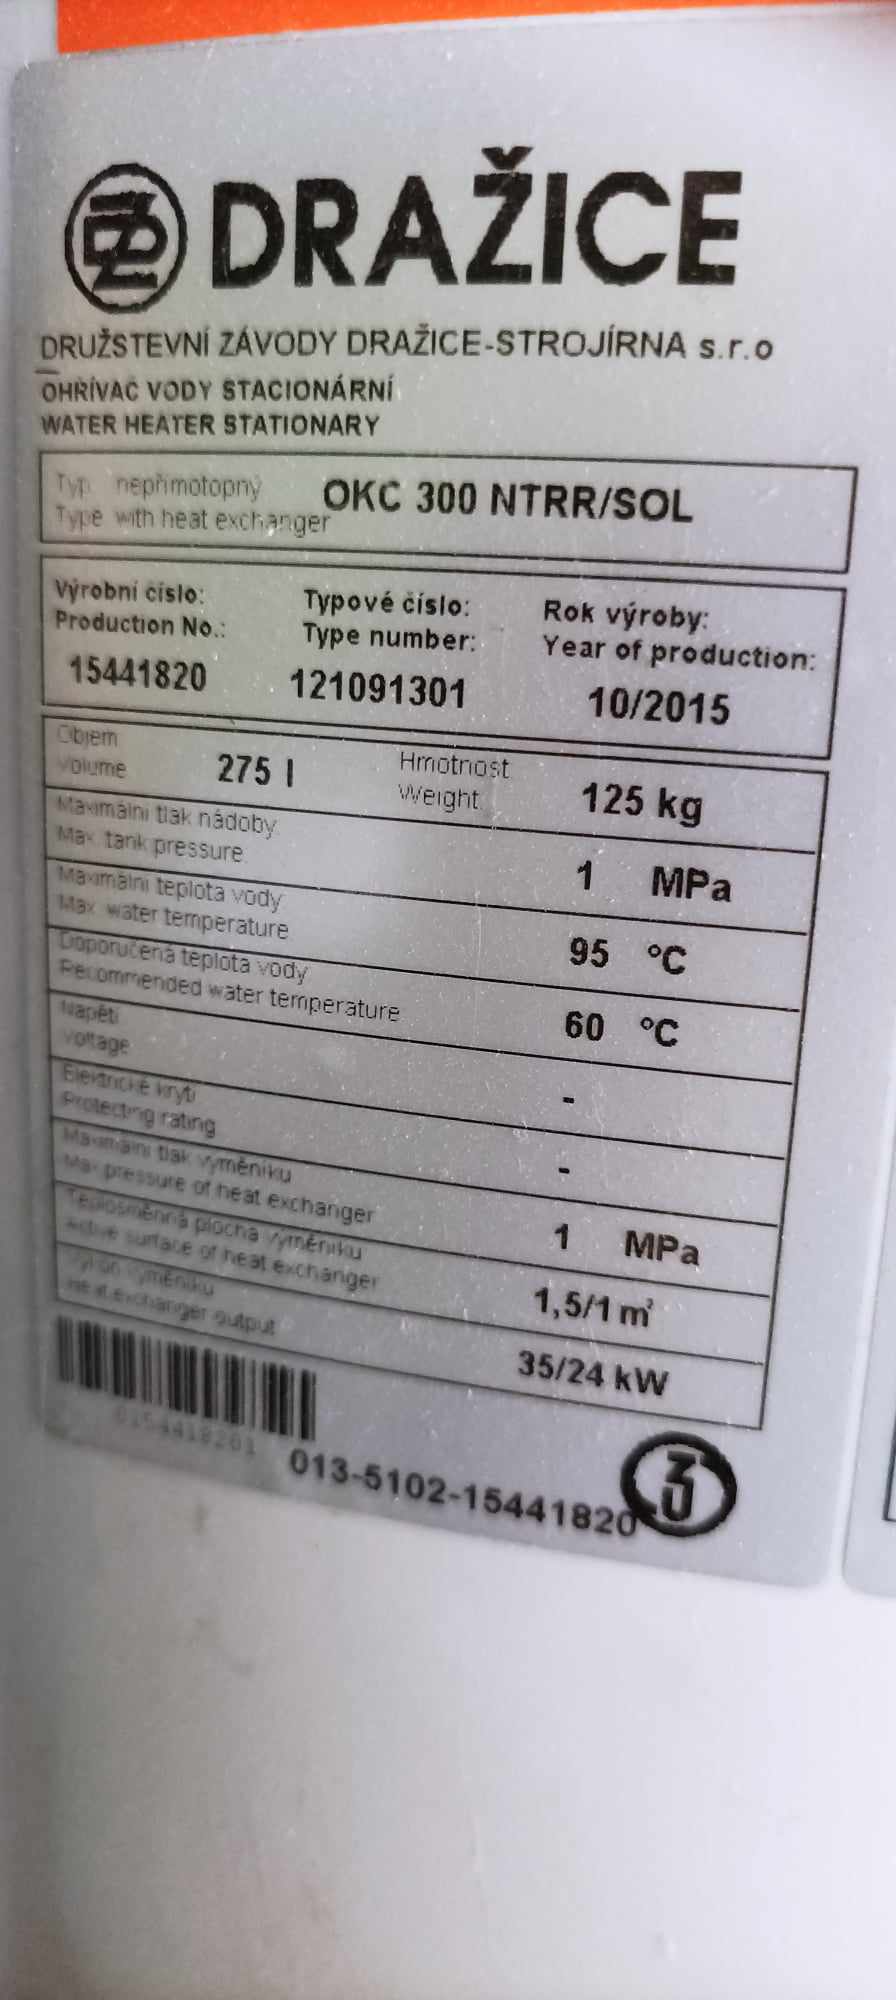 DRAŽICE
DRUŽSTEVNÍ ZÁVODY DRAŽICE-STROJÍRNA s.r.o
OHŘÍVAČ VODY STACIONÁRNÍ
WATER HEATER STATIONARY
Typ nepřímotopný OKC 300 NTRR/SOL
Type with heat exchanger
Výrobní číslo: Typové číslo: Rok výroby:
Production No.: Type number: Year of production:
15441820 121091301 10/2015
Objem 275 l Hmotnost 125 kg
Volume Weight
Maximální tlak nádoby 1 MPa
Max. tank pressure
Maximální teplota vody 95 °C
Max water temperature
Doporučená teplota vody 60 °C
Recommended water temperature
Napětí -
Voltage
Elektrické krytí -
Protecting rating
Maximální tlak výměníku 1 MPa
Max pressure of heat exchanger
Teplosměnná plocha výměníku 1,5/1 m²
Active surface of heat exchanger
Výkon výměníku 35/24 kW
Heat exchanger output
0154418201
013-5102-15441820